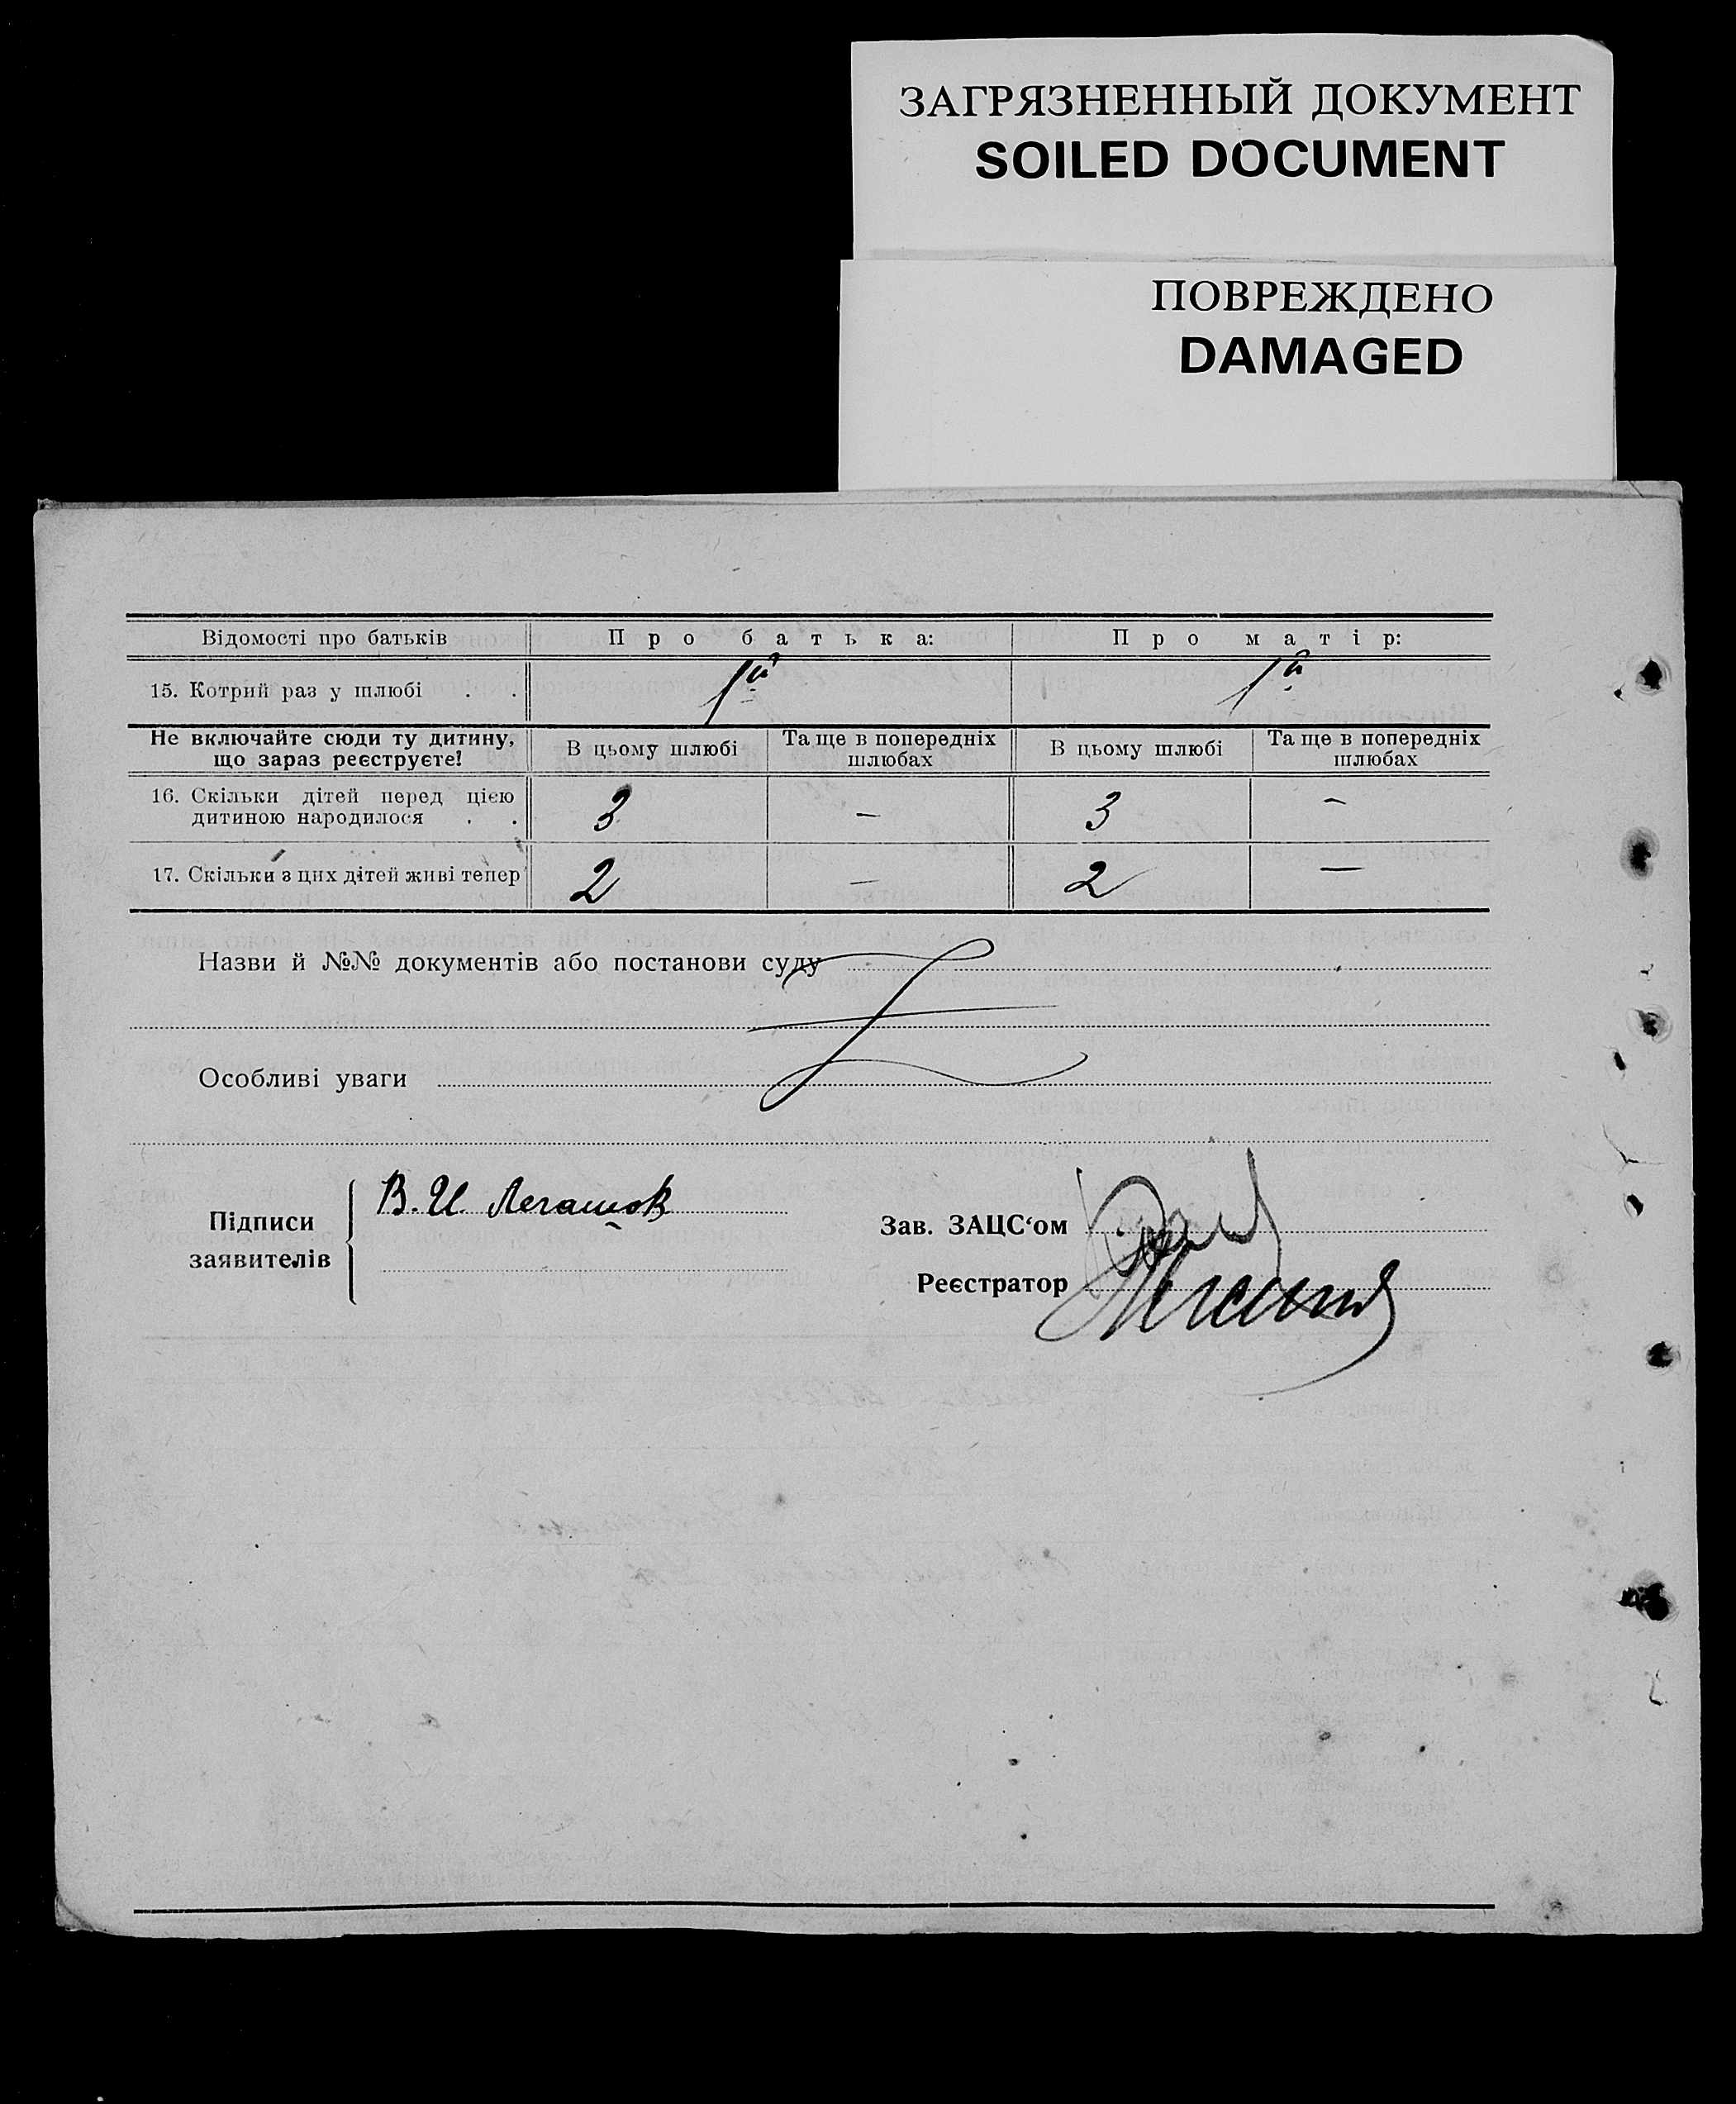 ЗАГРЯЗНЕННЫЙ ДОКУМЕНТ
SOILED DOCUMENT
ПОВРЕЖДЕНО
DAMAGED
Відомості про батьків Про батька: Про матір:
15. Котрий раз у шлюбі . . 1й 1й
Не включайте сюди ту дитину, що зараз реєструєте! В цьому шлюбі Та ще в попередніх шлюбах В цьому шлюбі Та ще в попередніх шлюбах
16. Скільки дітей перед цією дитиною народилося . . 3 — 3 —
17. Скільки з цих дітей живі тепер 2 — 2 —
Назви й №№ документів або постанови суду
Особливі уваги
Підписи заявителів В. И.
Зав. ЗАЦС‘ом
Реєстратор